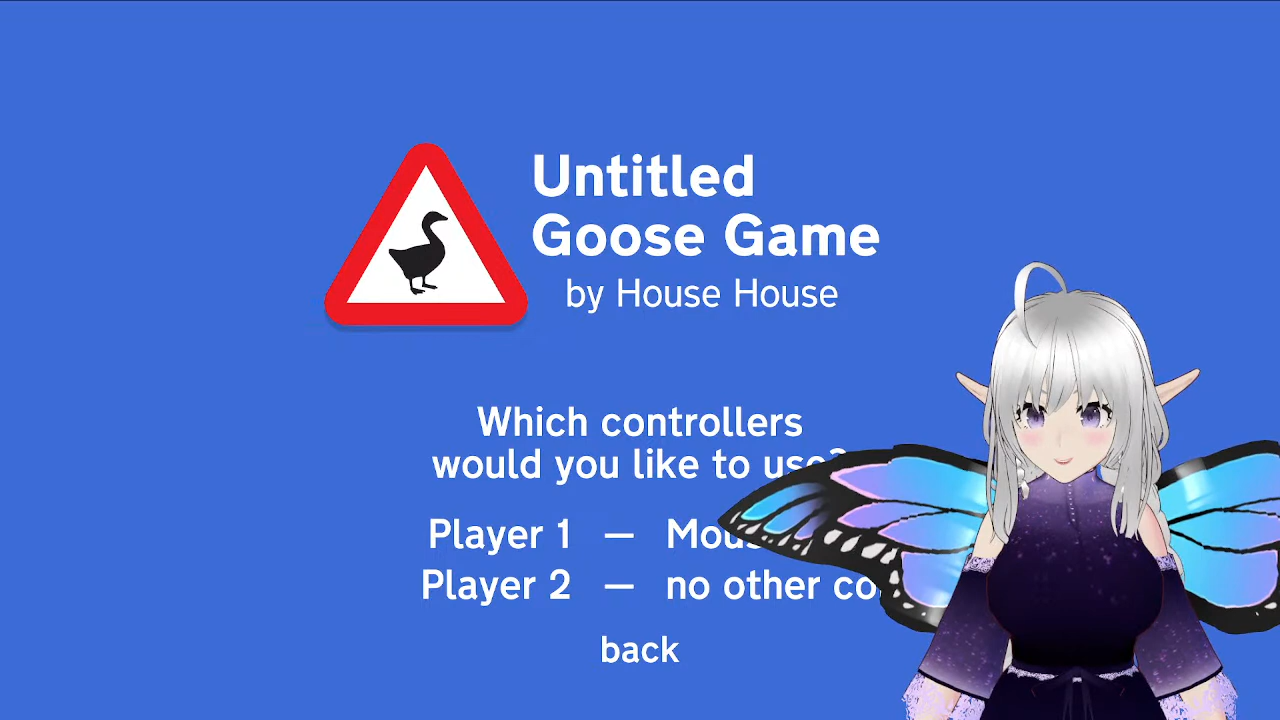 Untitled
Goose Game
by House House
Which controllers
would you like to use?
Player 1 —
Player 2 — no other
back